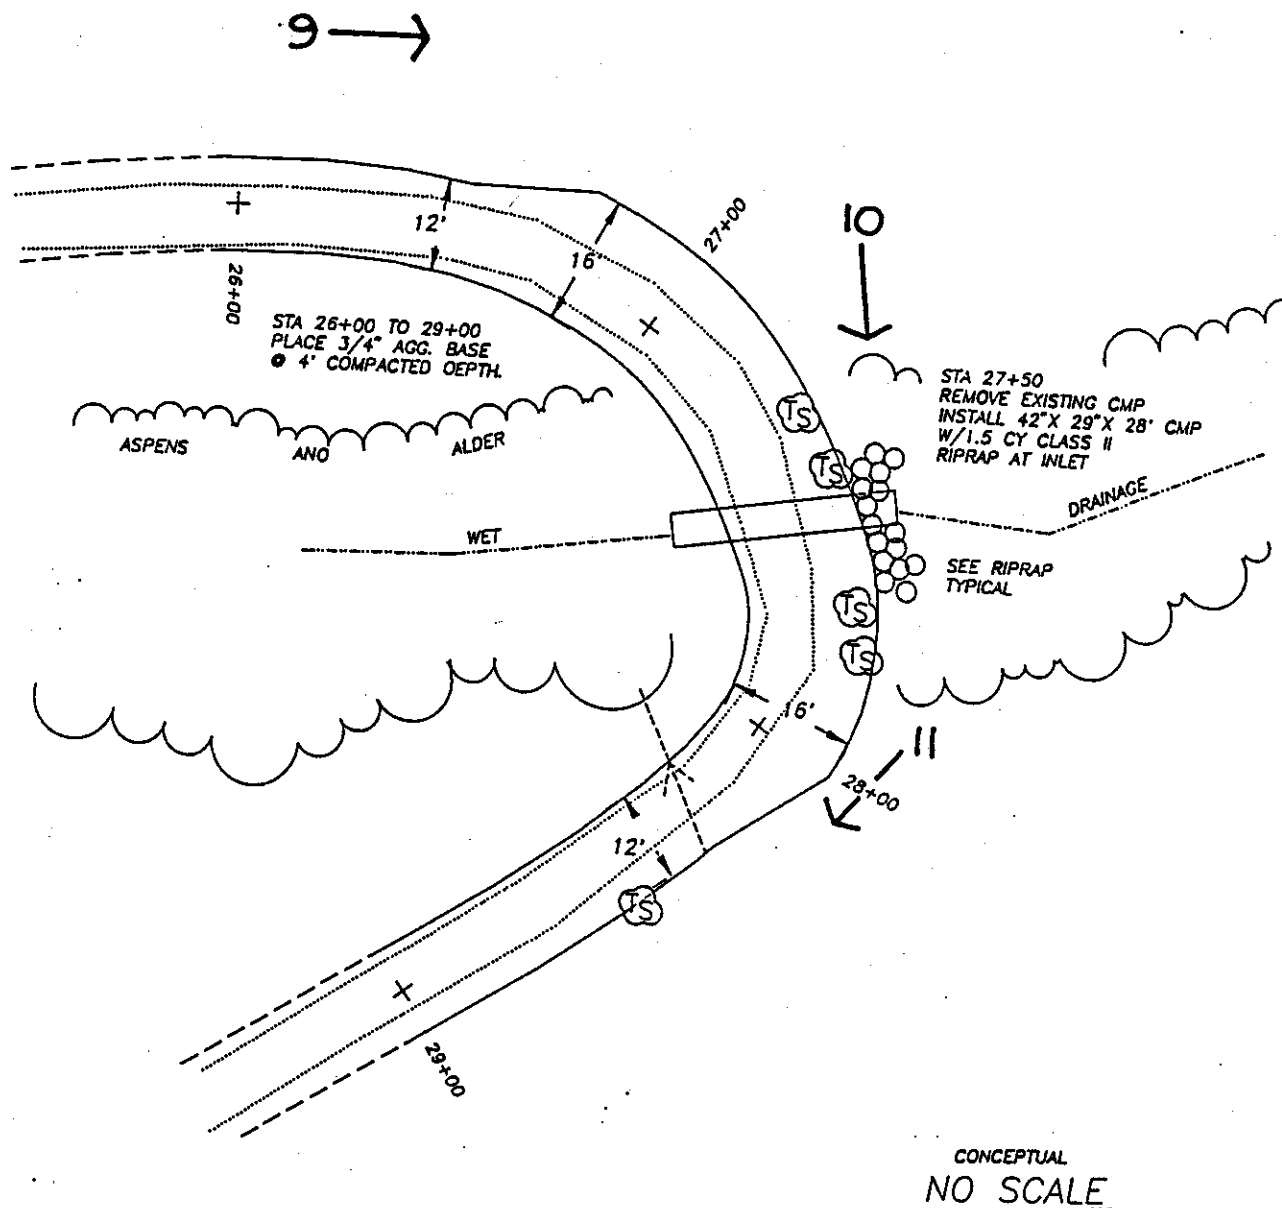 9
12'
16'
27+00
10
26+00
STA 26+00 TO 29+00
PLACE 3/4" AGG. BASE
@ 4' COMPACTED OEPTH.
STA 27+50
REMOVE EXISTING CMP
INSTALL 42"X 29"X 28' CMP
W/1.5 CY CLASS II
RIPRAP AT INLET
TS
ASPENS ANO ALDER
TS
DRAINAGE
WET
SEE RIPRAP
TYPICAL
TS
TS
16'
11
28+00
12'
TS
29+00
CONCEPTUAL
NO SCALE